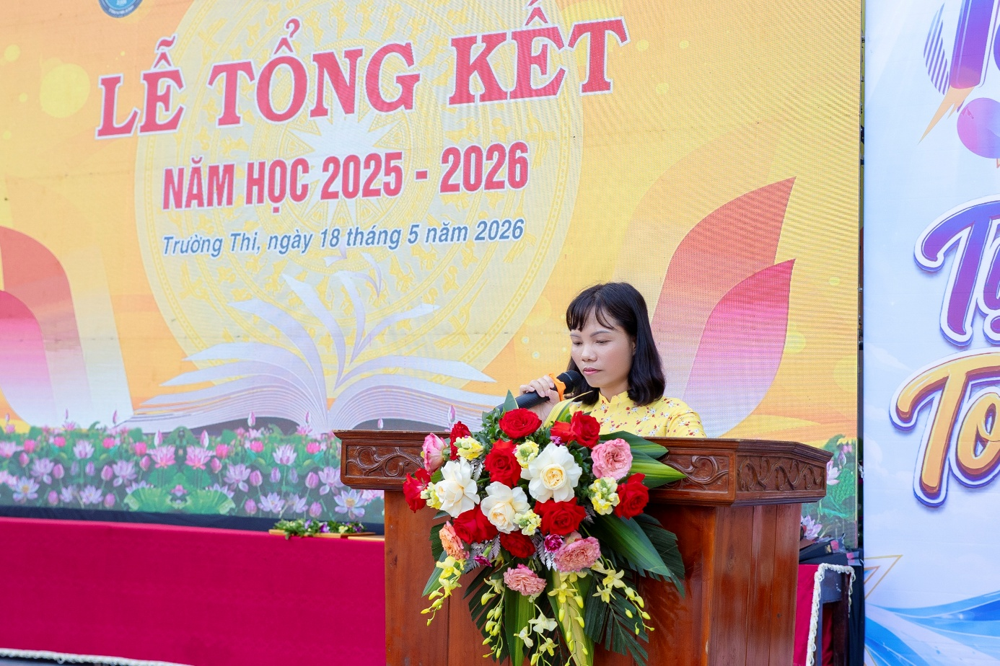 LỄ TỔNG KẾT
NĂM HỌC 2025 - 2026
Trường Thi, ngày 18 tháng 5 năm 2026